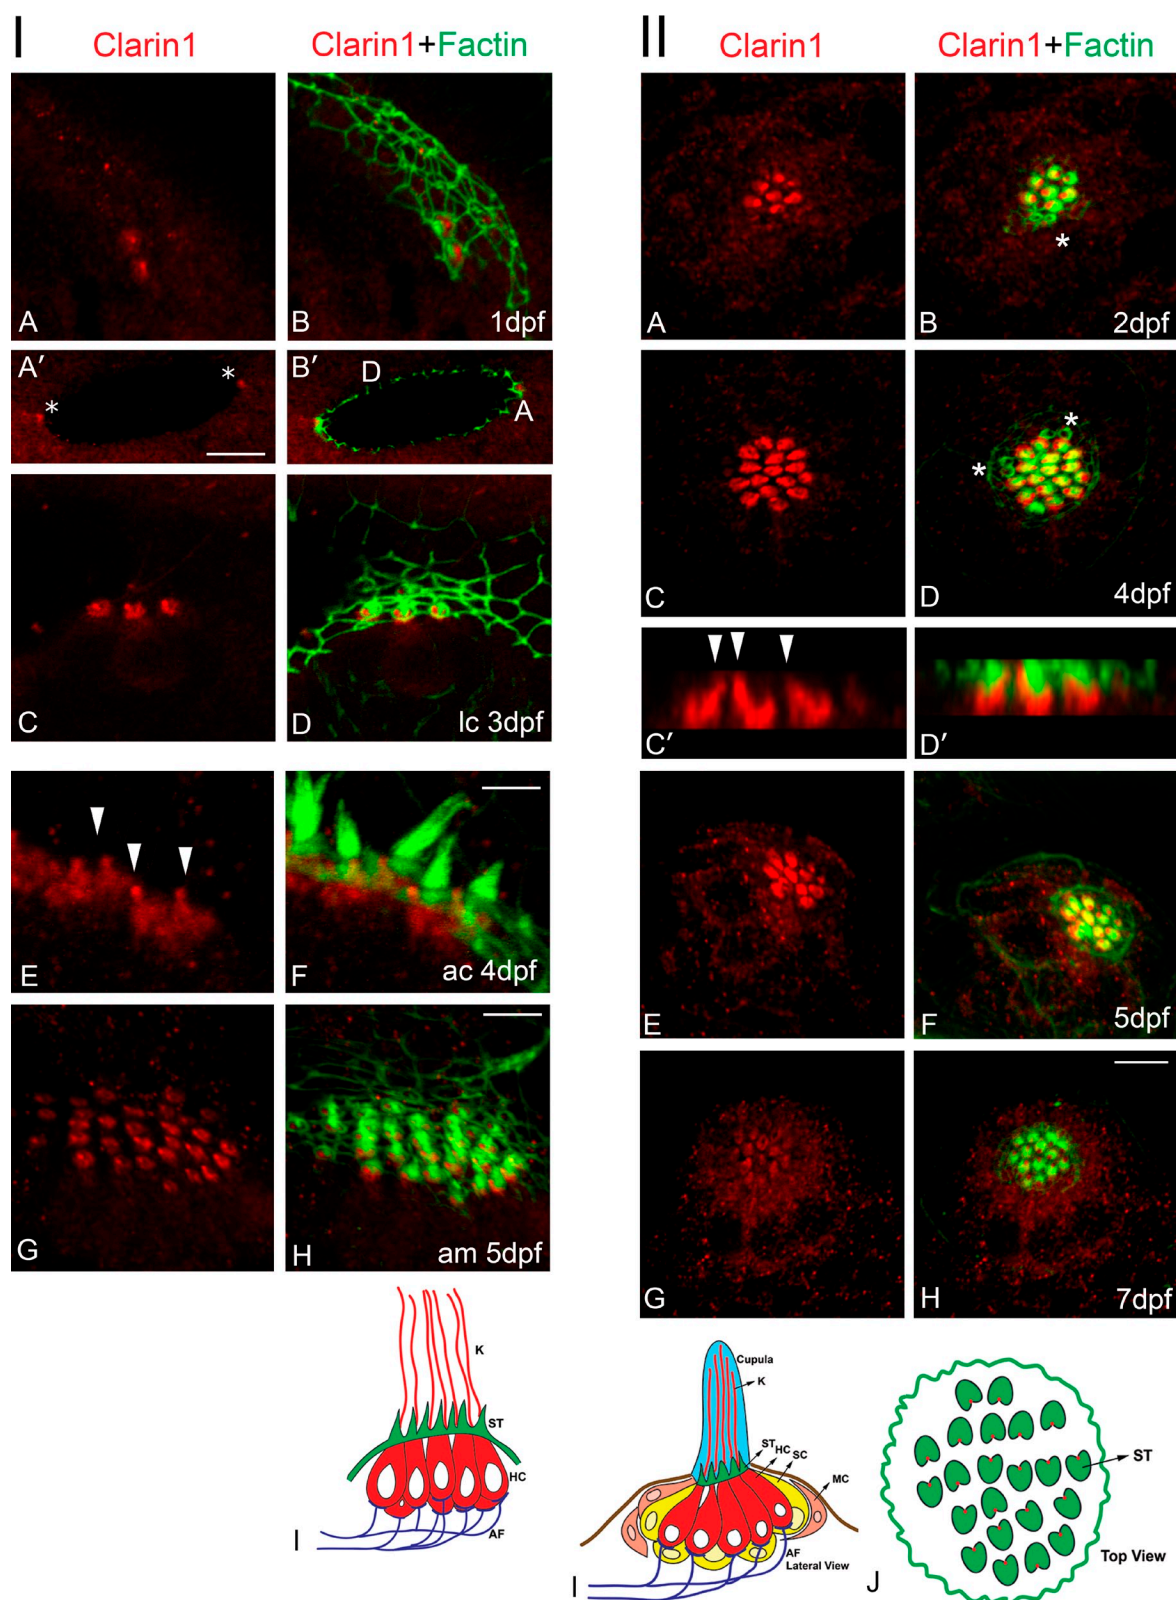 I
Clarin1
Clarin1+Factin
A
B
1dpf
A′
*
*
B′
D
A
C
D
lc 3dpf
E
F
ac 4dpf
G
H
am 5dpf
K
ST
HC
AF
I
II
Clarin1
Clarin1+Factin
A
B
*
2dpf
C
D
*
*
4dpf
C′
D′
E
F
5dpf
G
H
7dpf
Cupula
K
ST
HC
SC
MC
AF
Lateral View
I
ST
Top View
J